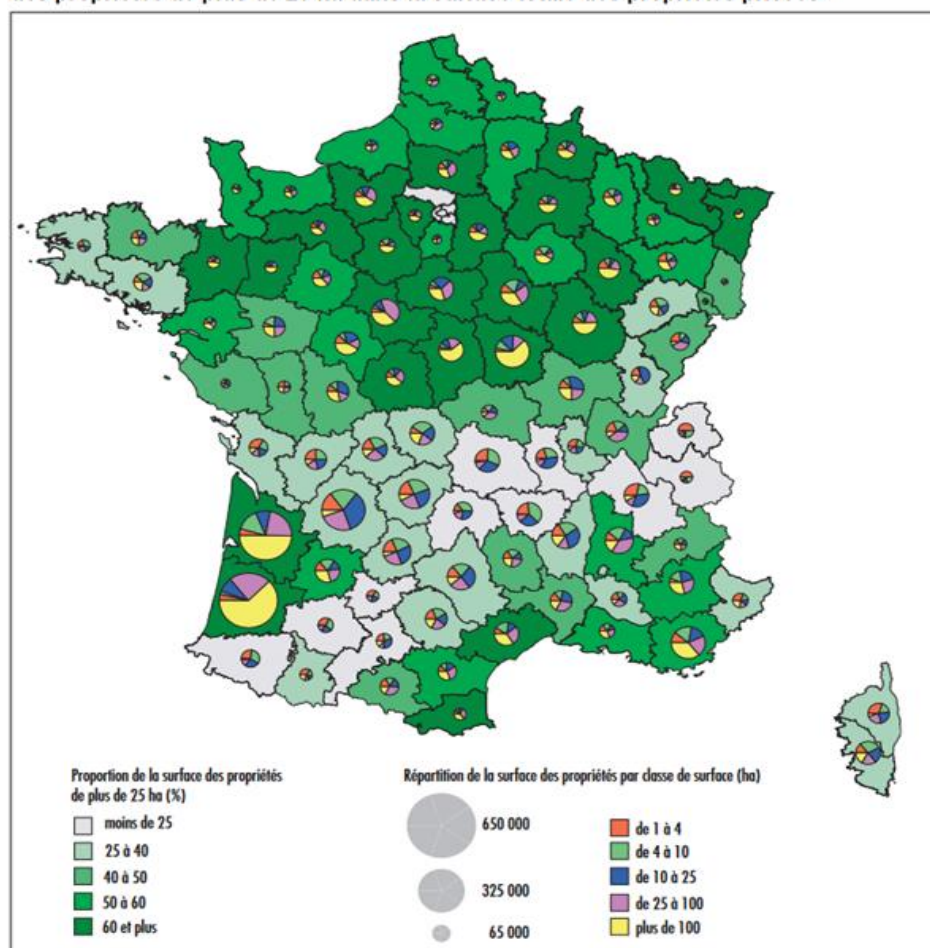 Proportion de la surface des propriétés
de plus de 25 ha (%)
moins de 25
25 à 40
40 à 50
50 à 60
60 et plus
Répartition de la surface des propriétés par classe de surface (ha)
650 000
325 000
65 000
de 1 à 4
de 4 à 10
de 10 à 25
de 25 à 100
plus de 100